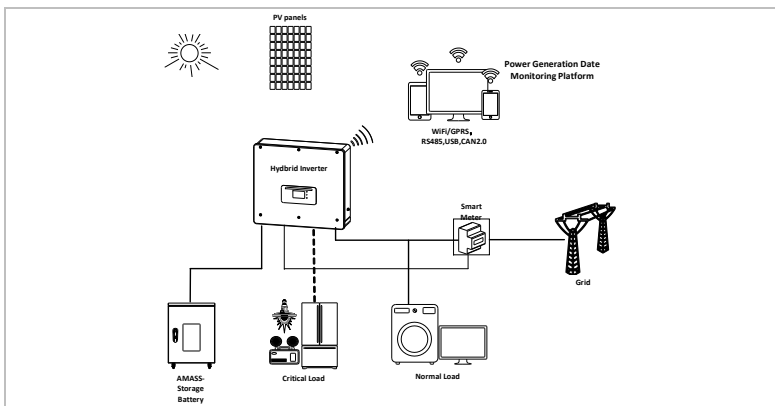 PV panels
Power Generation Date
Monitoring Platform
WiFi/GPRS,
RS485,USB,CAN2.0
Hydbrid Inverter
Smart
Meter
Grid
AMASS-
Storage
Battery
Critical Load
Normal Load